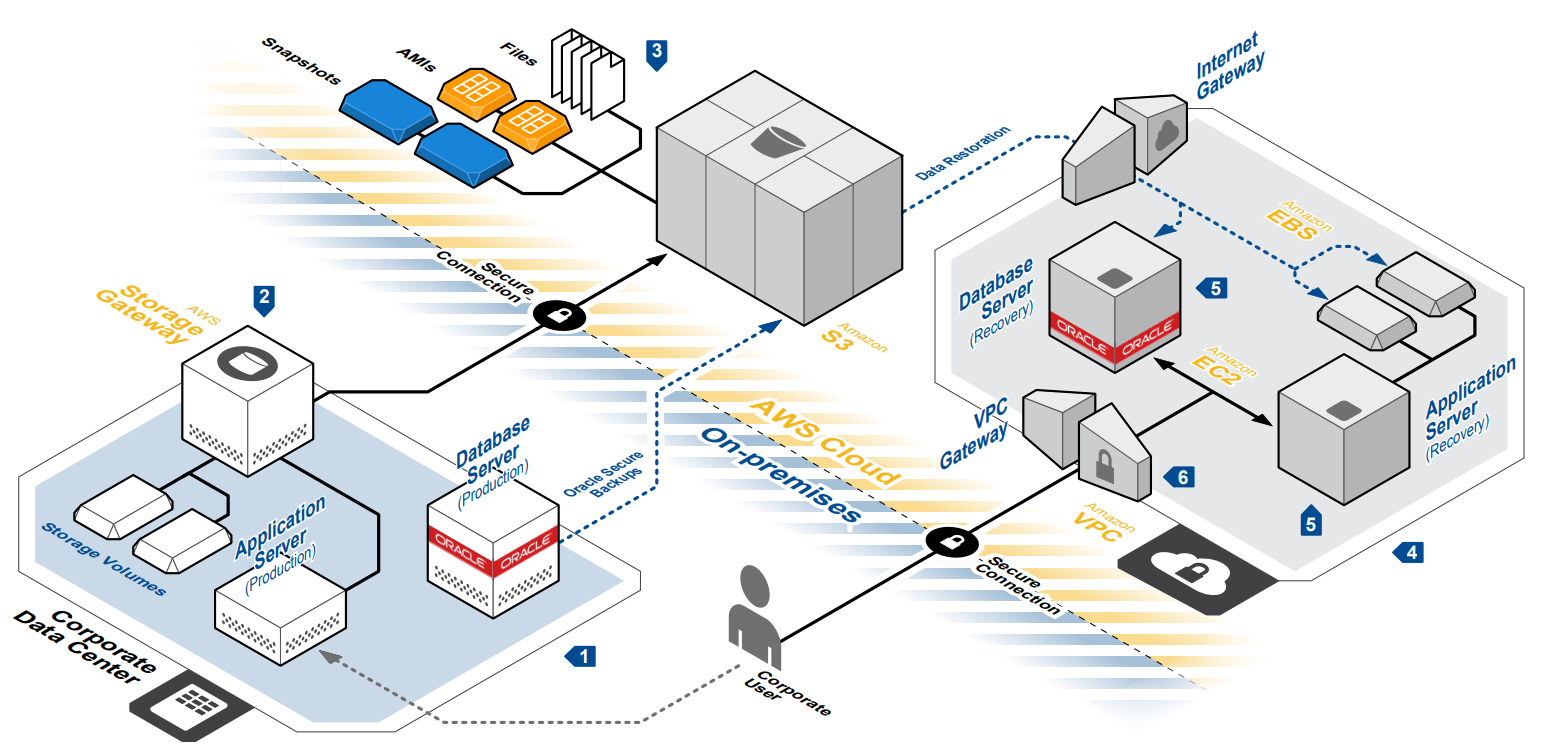 Snapshots
AMIs
Files
3
Internet
Gateway
Data Restoration
Amazon
EBS
Secure
Connection
Database
Server
(Recovery)
5
ORACLE
ORACLE
AWS
Storage
Gateway
2
Amazon
S3
Amazon
EC2
Application
Server
(Recovery)
VPC
Gateway
AWS Cloud
On-premises
Database
Server
(Production)
Oracle Secure
Backups
6
Amazon
VPC
5
4
Storage Volumes
Application
Server
(Production)
ORACLE
ORACLE
Secure
Connection
Corporate
Data Center
1
Corporate
User